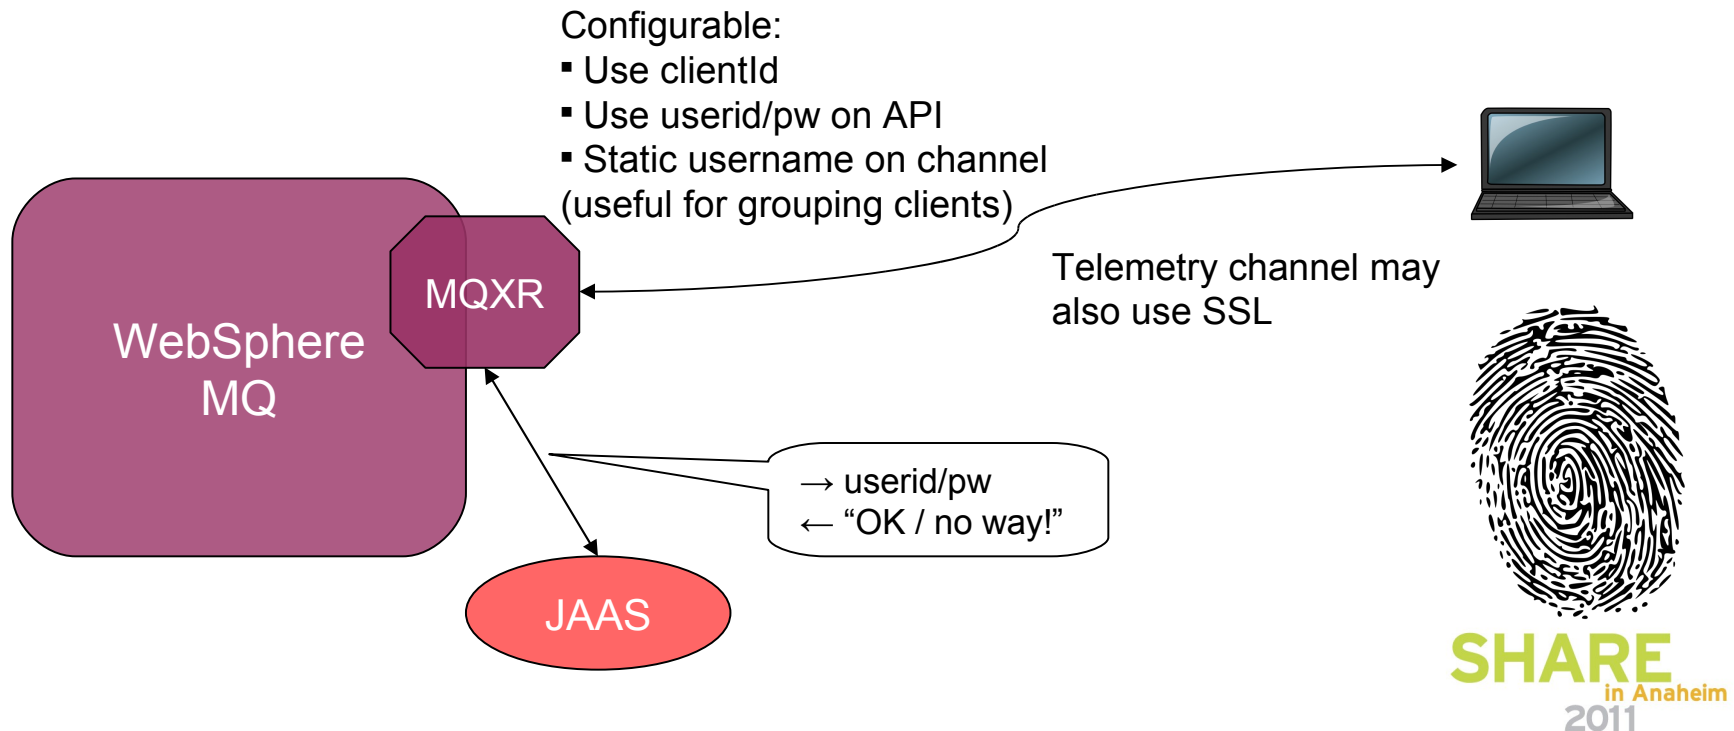 Configurable:
▪ Use clientId
▪ Use userid/pw on API
▪ Static username on channel
(useful for grouping clients)
MQXR
WebSphere
MQ
Telemetry channel may
also use SSL
→ userid/pw
← “OK / no way!”
JAAS
SHARE
in Anaheim
2011